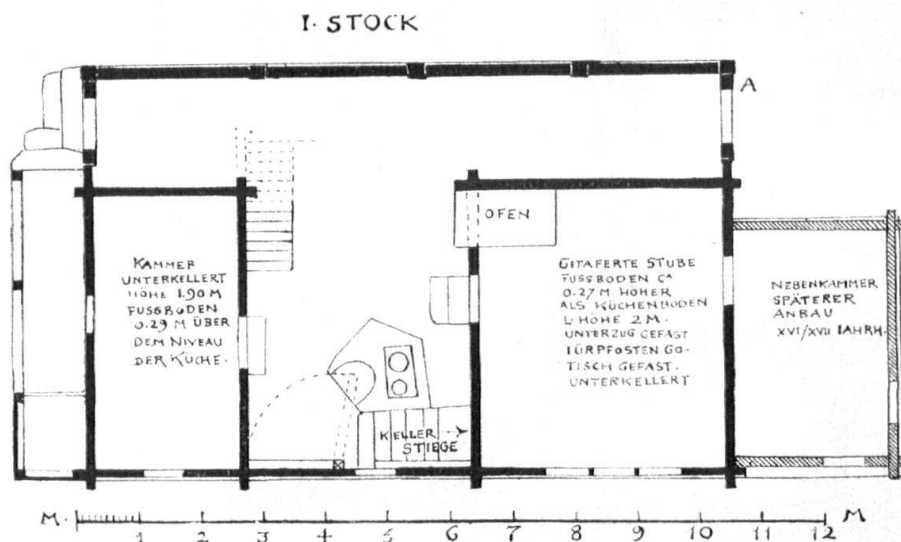 I. STOCK
A
OFEN
KAMMER
UNTERKELLERT
HÖHE 1.90 M
FUSSBODEN
0.29 M ÜBER
DEM NIVEAU
DER KÜCHE.
GITAFERTE STUBE
FUSSBODEN CA
0.27 M. HÖHER
ALS KÜCHENBODEN
L. HÖHE 2 M.
UNTERZUG GEFAST
TÜRPFOSTEN GO-
TISCH GEFAST.
UNTERKELLERT
NEBENKAMMER
SPÄTERER
ANBAU
XVI/XVII IAHRH.
KELLER
STIEGE
M. 1 2 3 4 5 6 7 8 9 10 11 12 M